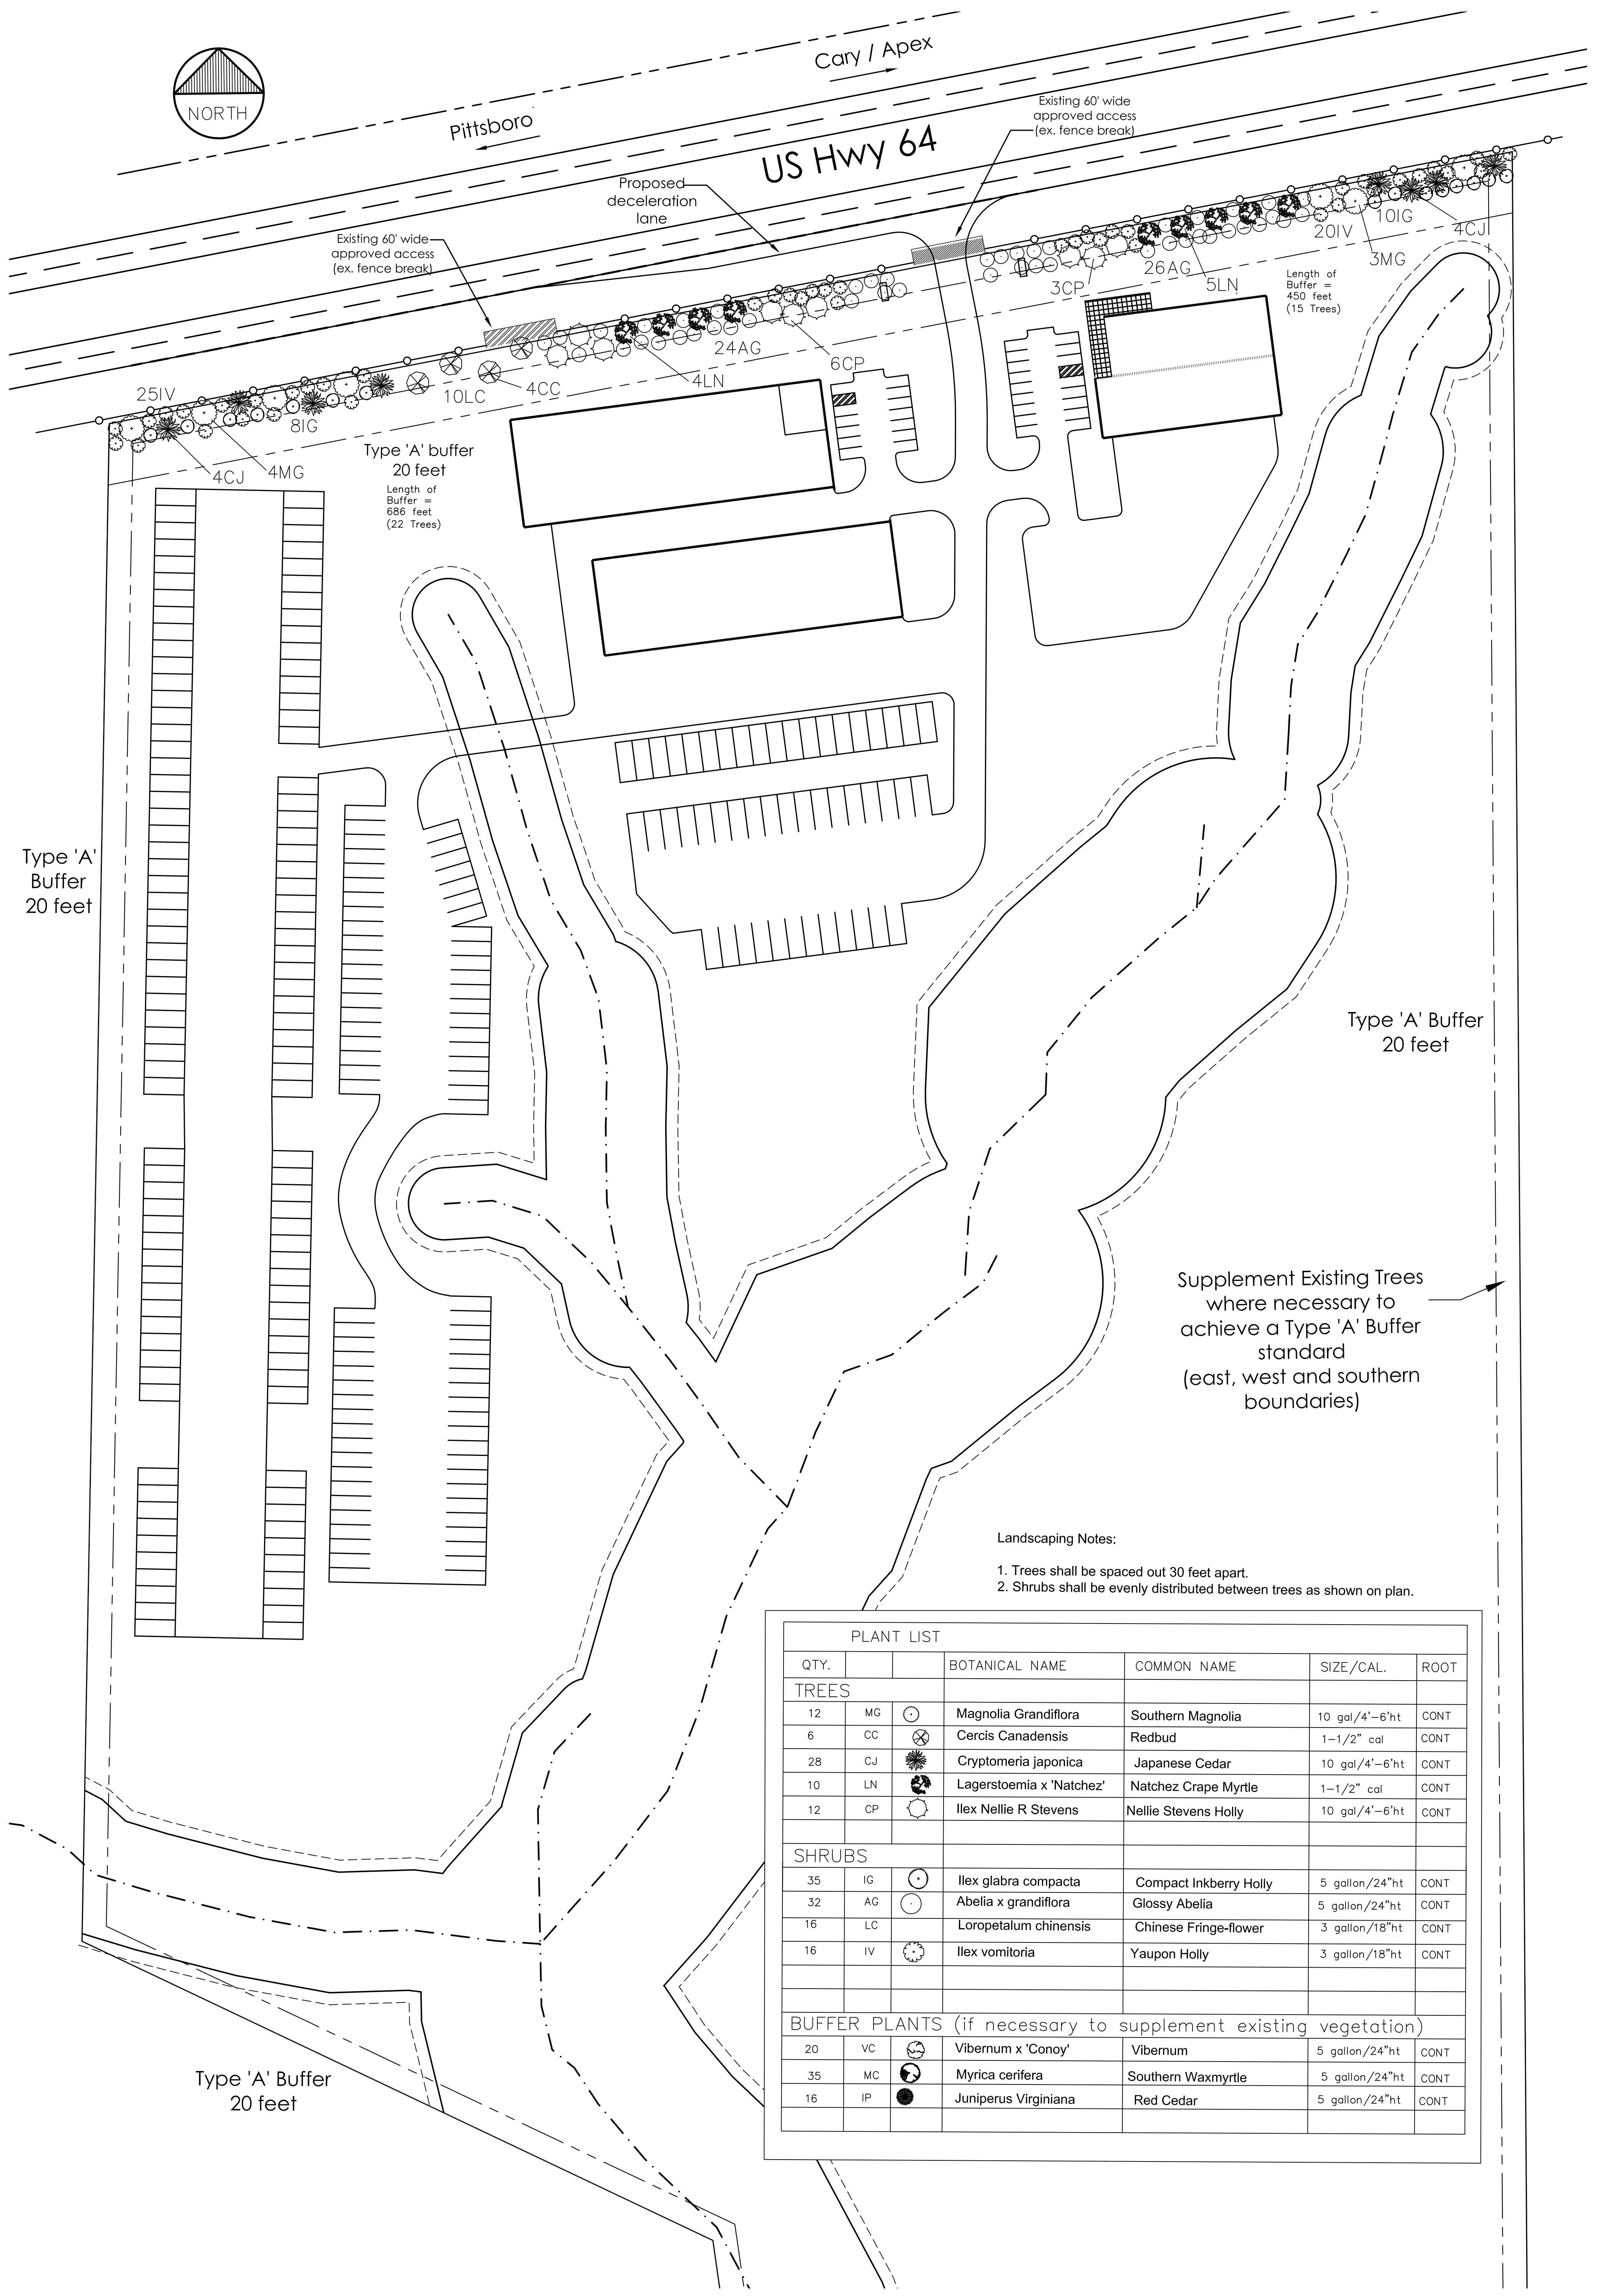 NORTH
Cary / Apex
Pittsboro
US Hwy 64
Existing 60' wide
approved access
(ex. fence break)
Proposed
deceleration
lane
Existing 60' wide
approved access
(ex. fence break)
10IG
4CJ
20IV
3MG
26AG
5LN
3CP
Length of
Buffer =
450 feet
(15 Trees)
24AG
6CP
4LN
4CC
10LC
25IV
8IG
4MG
4CJ
Type 'A' buffer
20 feet
Length of
Buffer =
686 feet
(22 Trees)
Type 'A'
Buffer
20 feet
Type 'A' Buffer
20 feet
Supplement Existing Trees
where necessary to
achieve a Type 'A' Buffer
standard
(east, west and southern
boundaries)
Landscaping Notes:
1. Trees shall be spaced out 30 feet apart.
2. Shrubs shall be evenly distributed between trees as shown on plan.
PLANT LIST
QTY. BOTANICAL NAME COMMON NAME SIZE/CAL. ROOT
TREES
12 MG Magnolia Grandiflora Southern Magnolia 10 gal/4'-6'ht CONT
6 CC Cercis Canadensis Redbud 1-1/2" cal CONT
28 CJ Cryptomeria japonica Japanese Cedar 10 gal/4'-6'ht CONT
10 LN Lagerstoemia x 'Natchez' Natchez Crape Myrtle 1-1/2" cal CONT
12 CP Ilex Nellie R Stevens Nellie Stevens Holly 10 gal/4'-6'ht CONT
SHRUBS
35 IG Ilex glabra compacta Compact Inkberry Holly 5 gallon/24"ht CONT
32 AG Abelia x grandiflora Glossy Abelia 5 gallon/24"ht CONT
16 LC Loropetalum chinensis Chinese Fringe-flower 3 gallon/18"ht CONT
16 IV Ilex vomitoria Yaupon Holly 3 gallon/18"ht CONT
BUFFER PLANTS (if necessary to supplement existing vegetation)
20 VC Vibernum x 'Conoy' Vibernum 5 gallon/24"ht CONT
35 MC Myrica cerifera Southern Waxmyrtle 5 gallon/24"ht CONT
16 IP Juniperus Virginiana Red Cedar 5 gallon/24"ht CONT
Type 'A' Buffer
20 feet